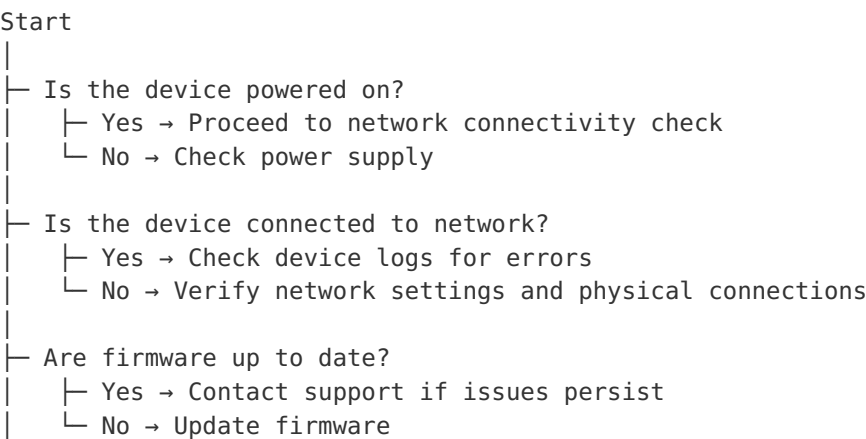 Start
│
├─ Is the device powered on?
│   ├─ Yes → Proceed to network connectivity check
│   └─ No → Check power supply
│
├─ Is the device connected to network?
│   ├─ Yes → Check device logs for errors
│   └─ No → Verify network settings and physical connections
│
├─ Are firmware up to date?
│   ├─ Yes → Contact support if issues persist
│   └─ No → Update firmware